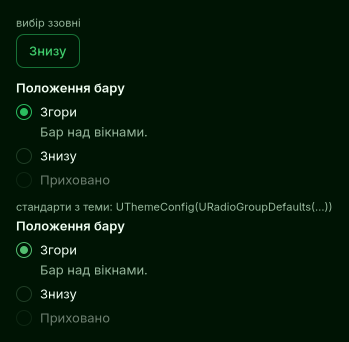 вибір ззовні
Знизу
Положення бару
Згори
Бар над вікнами.
Знизу
Приховано
стандарти з теми: UThemeConfig(URadioGroupDefaults(...))
Положення бару
Згори
Бар над вікнами.
Знизу
Приховано